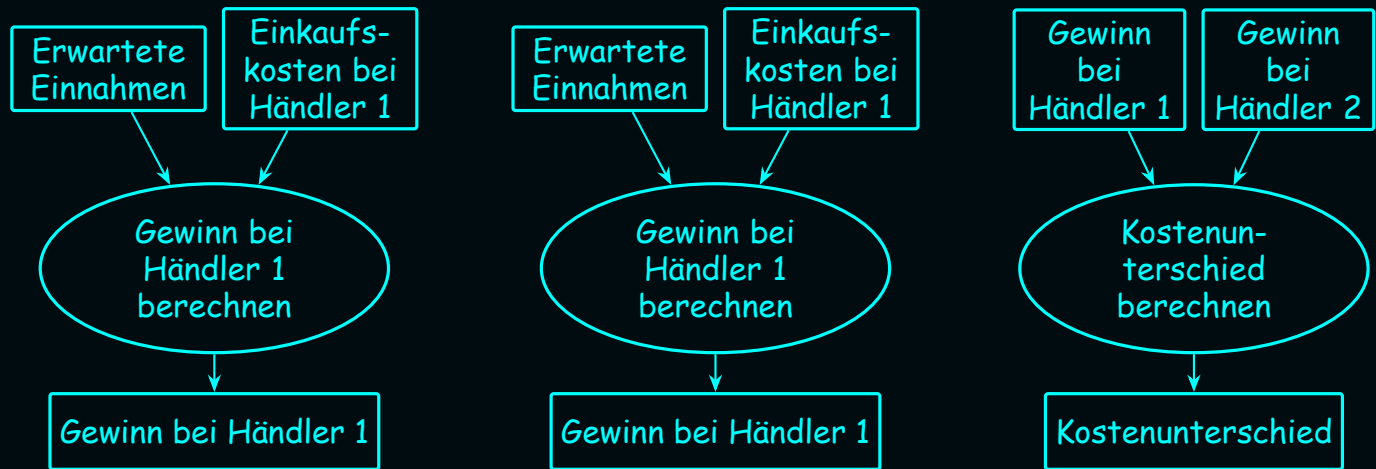 Erwartete
Einnahmen
Einkaufs-
kosten bei
Händler 1
Gewinn bei
Händler 1
berechnen
Gewinn bei Händler 1
Erwartete
Einnahmen
Einkaufs-
kosten bei
Händler 1
Gewinn bei
Händler 1
berechnen
Gewinn bei Händler 1
Gewinn
bei
Händler 1
Gewinn
bei
Händler 2
Kostenun-
terschied
berechnen
Kostenunterschied